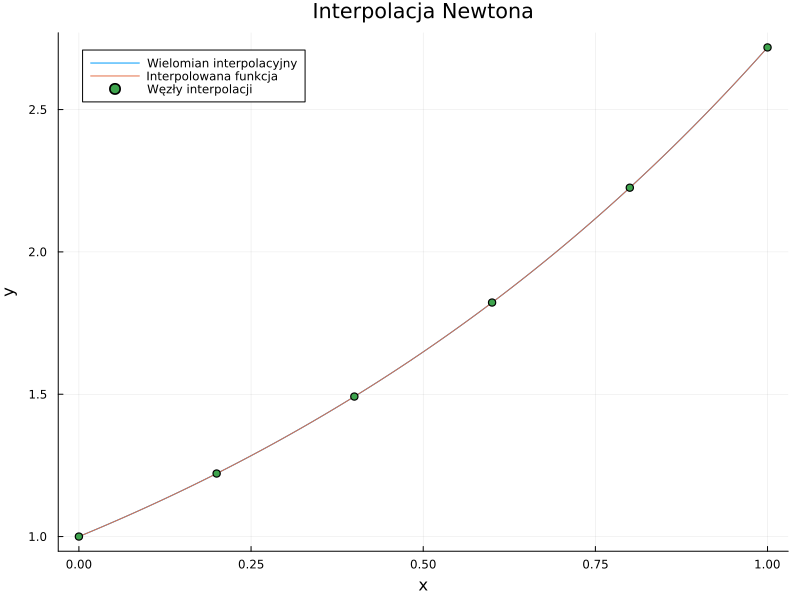 Interpolacja Newtona
Wielomian interpolacyjny
Interpolowana funkcja
Węzły interpolacji
2.5
2.0
1.5
1.0
y
0.00 0.25 0.50 0.75 1.00
x